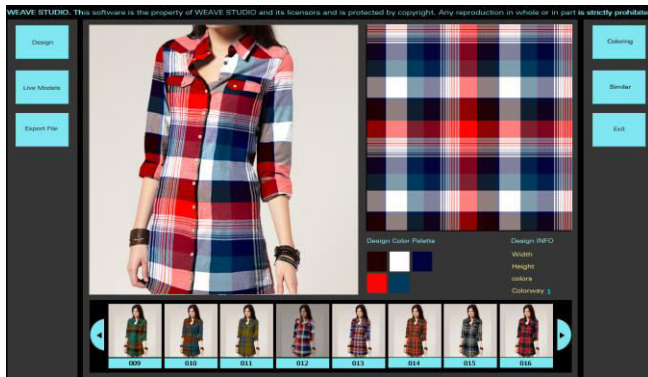 WEAVE STUDIO. This software is the property of WEAVE STUDIO and its licensors and is protected by copyright. Any reproduction in whole or in part is strictly prohibite
Design
Live Models
Export File
Coloring
Similar
Exit
Design Color Palette
Design INFO
Width
Height
colors
Colorway 1
009
010
011
012
013
014
015
016